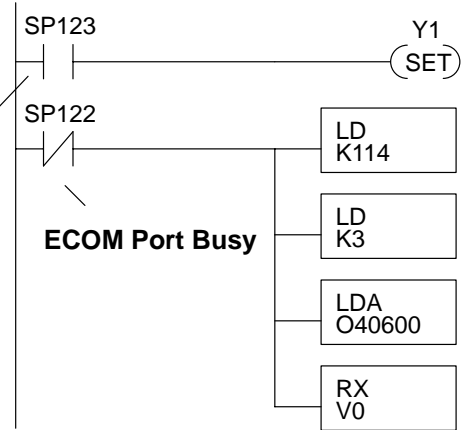 SP123
Y1
SET
SP122
LD
K114
ECOM Port Busy
LD
K3
LDA
O40600
RX
V0